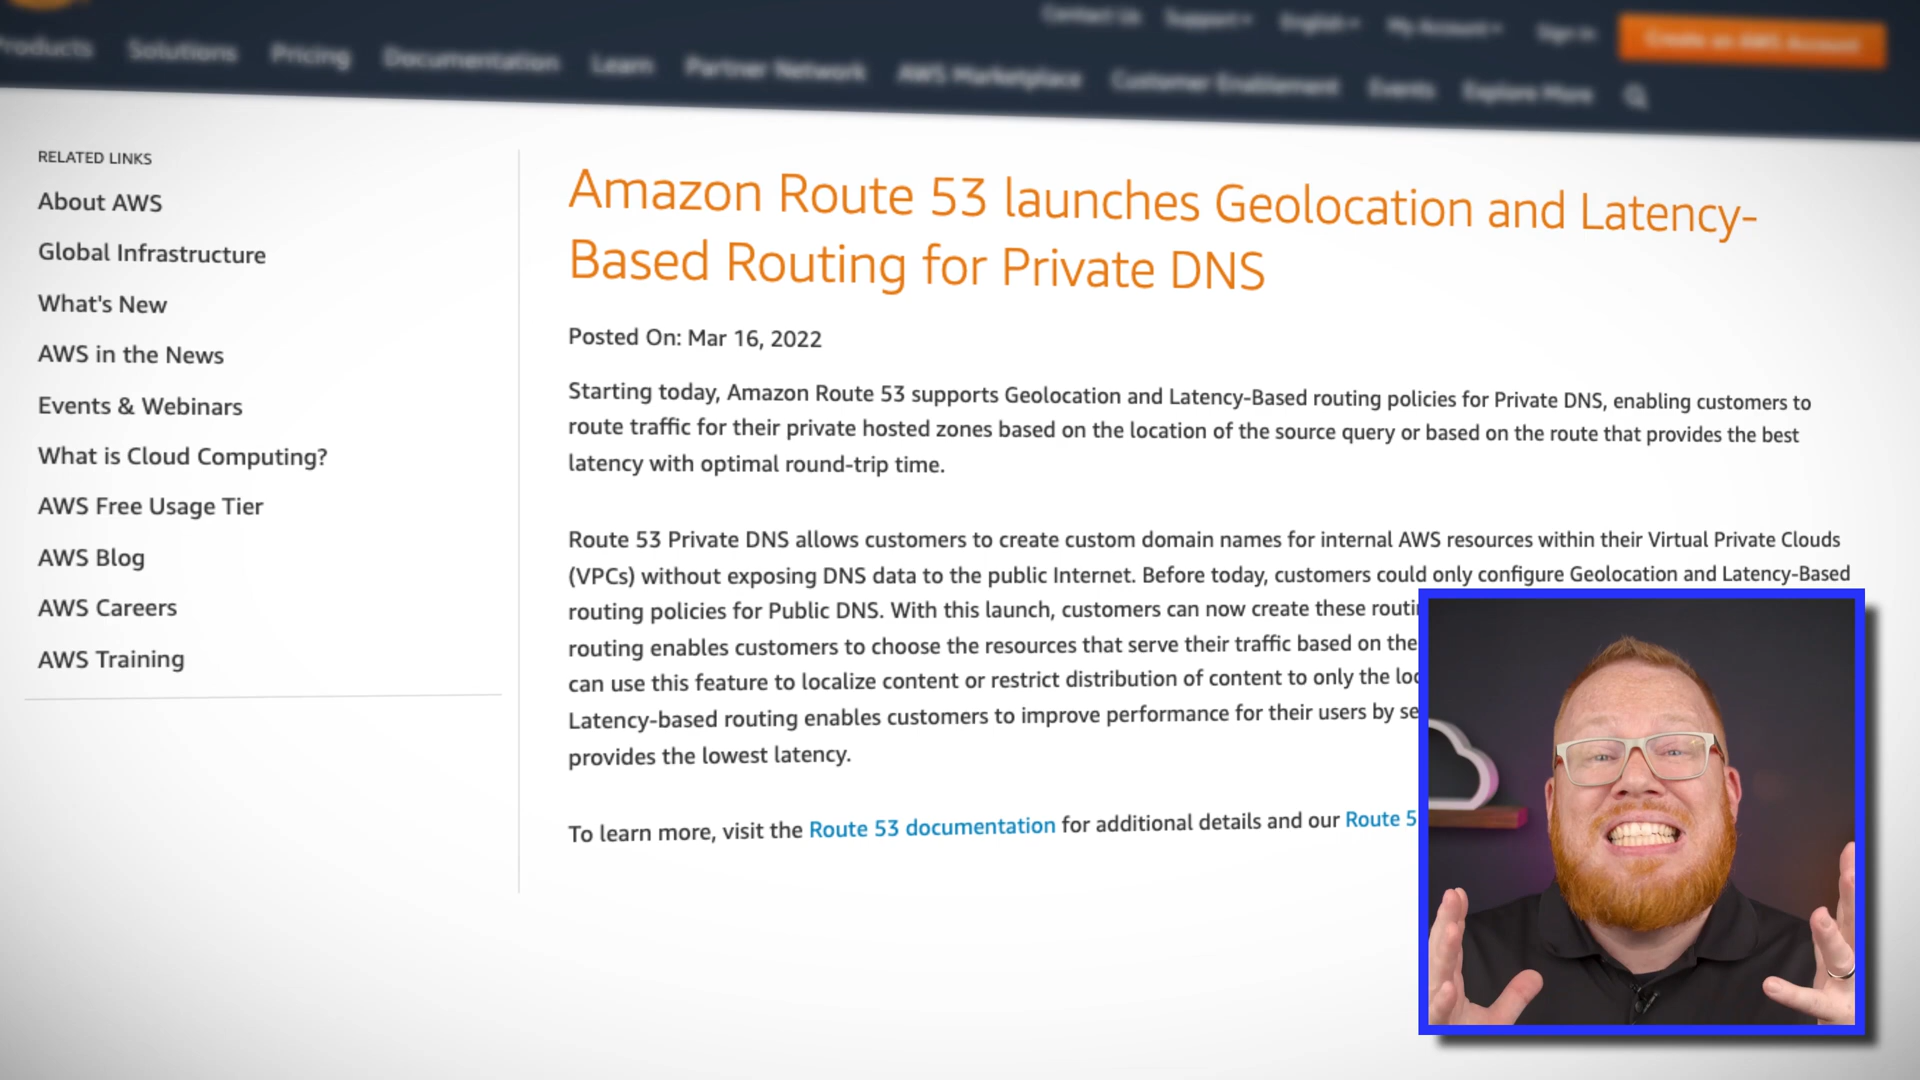 Contact Us Support English My Account Sign In Create an AWS Account
Products Solutions Pricing Documentation Learn Partner Network AWS Marketplace Customer Enablement Events Explore More
RELATED LINKS
About AWS
Global Infrastructure
What's New
AWS in the News
Events & Webinars
What is Cloud Computing?
AWS Free Usage Tier
AWS Blog
AWS Careers
AWS Training
Amazon Route 53 launches Geolocation and Latency-
Based Routing for Private DNS
Posted On: Mar 16, 2022
Starting today, Amazon Route 53 supports Geolocation and Latency-Based routing policies for Private DNS, enabling customers to
route traffic for their private hosted zones based on the location of the source query or based on the route that provides the best
latency with optimal round-trip time.
Route 53 Private DNS allows customers to create custom domain names for internal AWS resources within their Virtual Private Clouds
(VPCs) without exposing DNS data to the public Internet. Before today, customers could only configure Geolocation and Latency-Based
routing policies for Public DNS. With this launch, customers can now create these routi
routing enables customers to choose the resources that serve their traffic based on the
can use this feature to localize content or restrict distribution of content to only the loc
Latency-based routing enables customers to improve performance for their users by se
provides the lowest latency.
To learn more, visit the Route 53 documentation for additional details and our Route 5